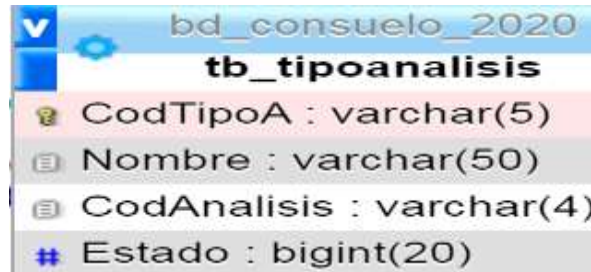 v bd_consuelo_2020
tb_tipoanalisis
CodTipoA : varchar(5)
Nombre : varchar(50)
CodAnalisis : varchar(4)
# Estado : bigint(20)